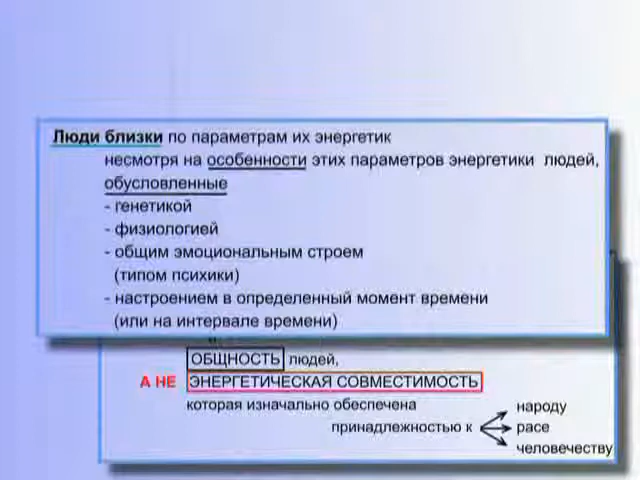 Люди близки по параметрам их энергетик
несмотря на особенности этих параметров энергетики людей,
обусловленные
- генетикой
- физиологией
- общим эмоциональным строем
(типом психики)
- настроением в определенный момент времени
(или на интервале времени)
ОБЩНОСТЬ людей,
А НЕ ЭНЕРГЕТИЧЕСКАЯ СОВМЕСТИМОСТЬ
которая изначально обеспечена
народу
принадлежностью к расе
человечеству